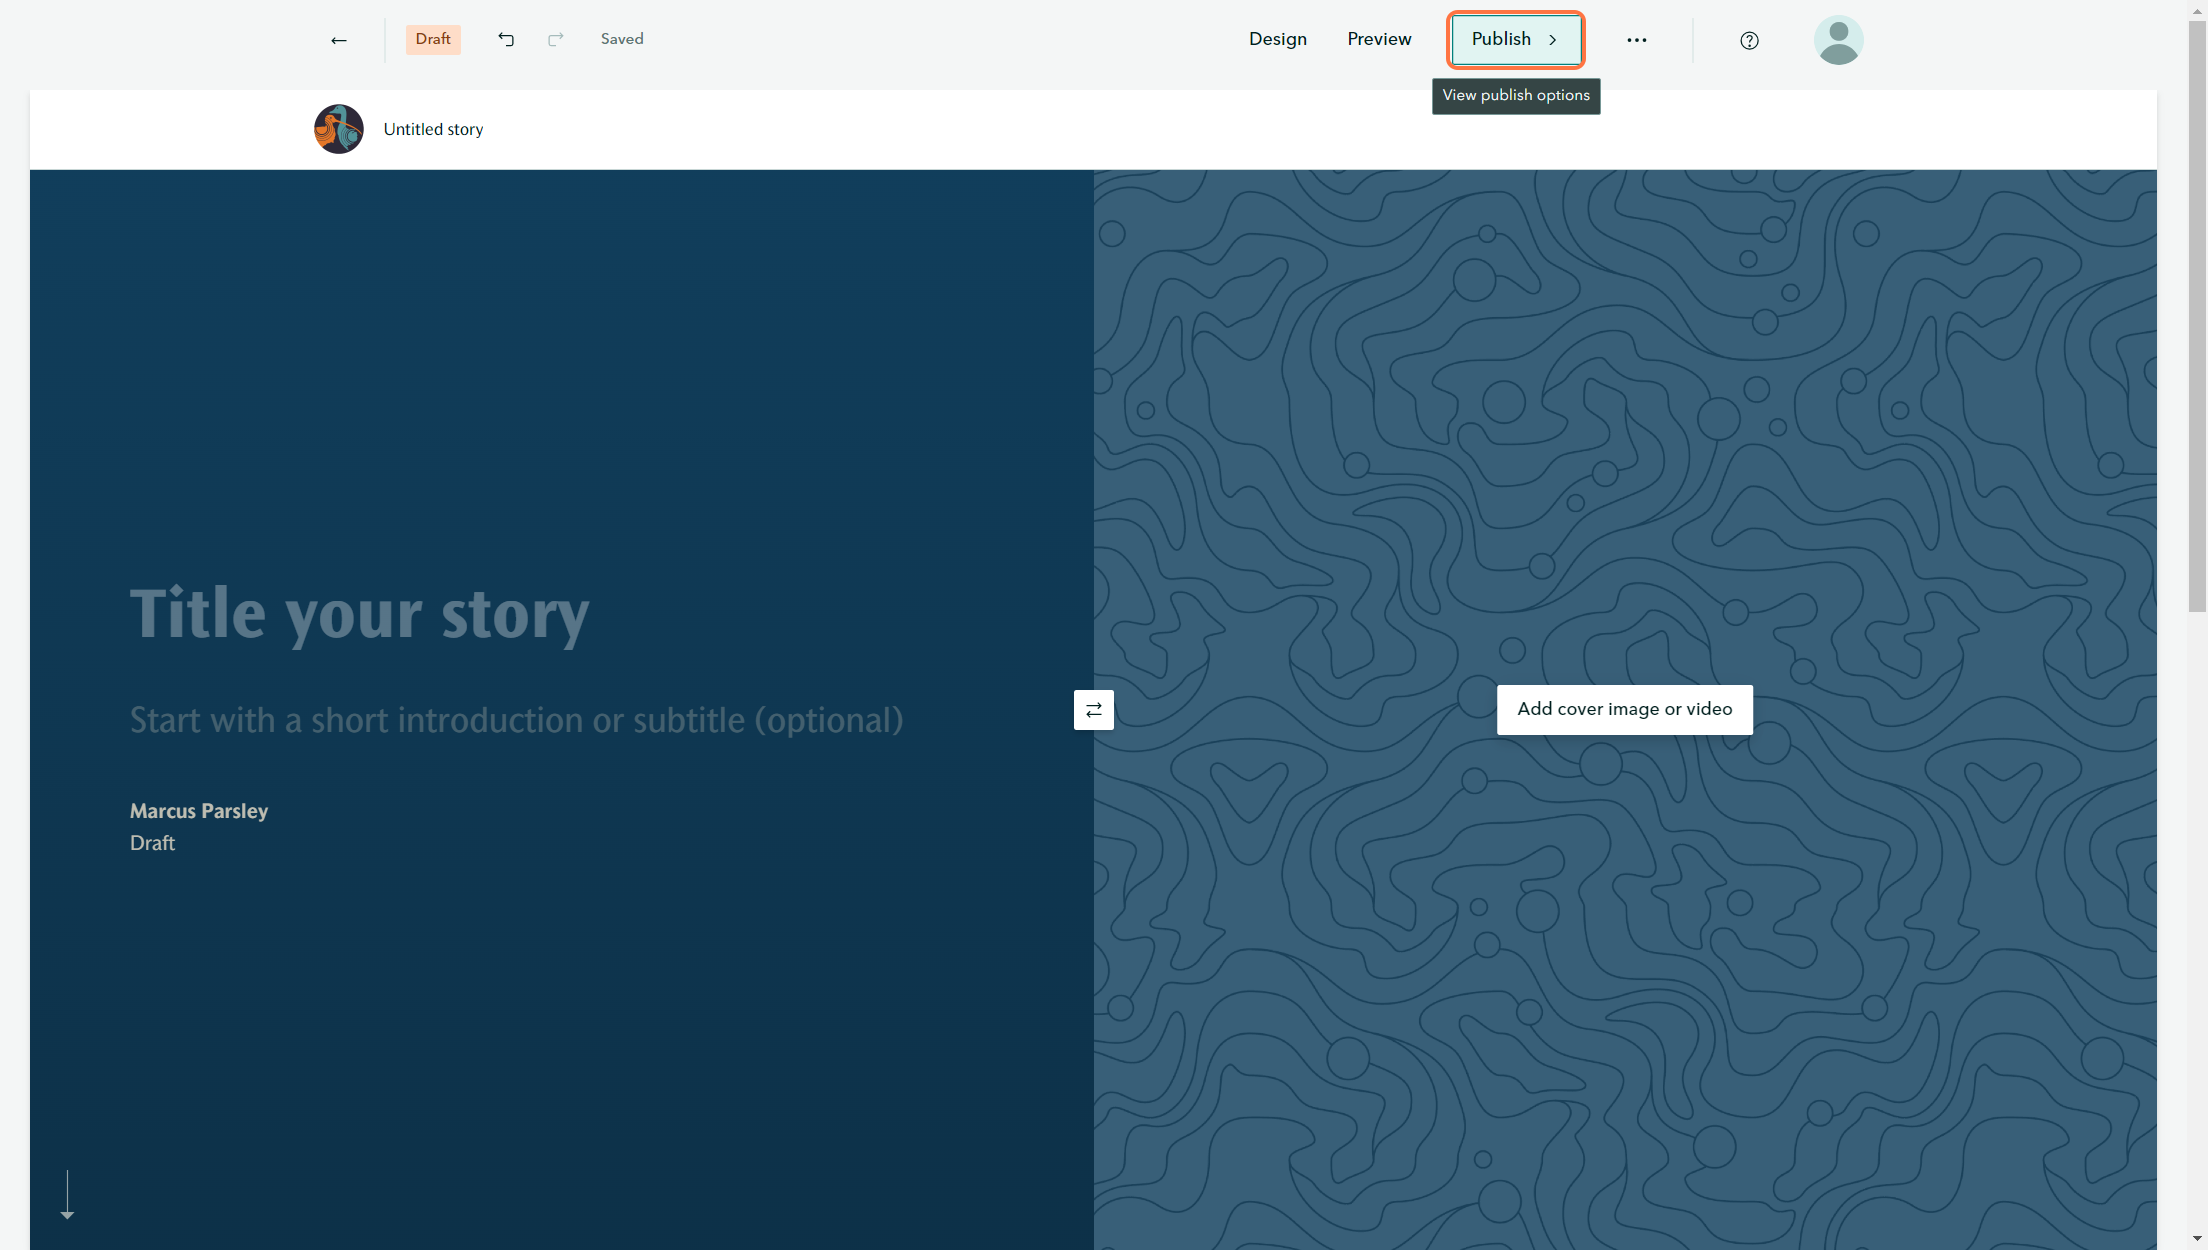 Draft
Saved
Design
Preview
Publish
View publish options
Untitled story
Title your story
Start with a short introduction or subtitle (optional)
Add cover image or video
Marcus Parsley
Draft